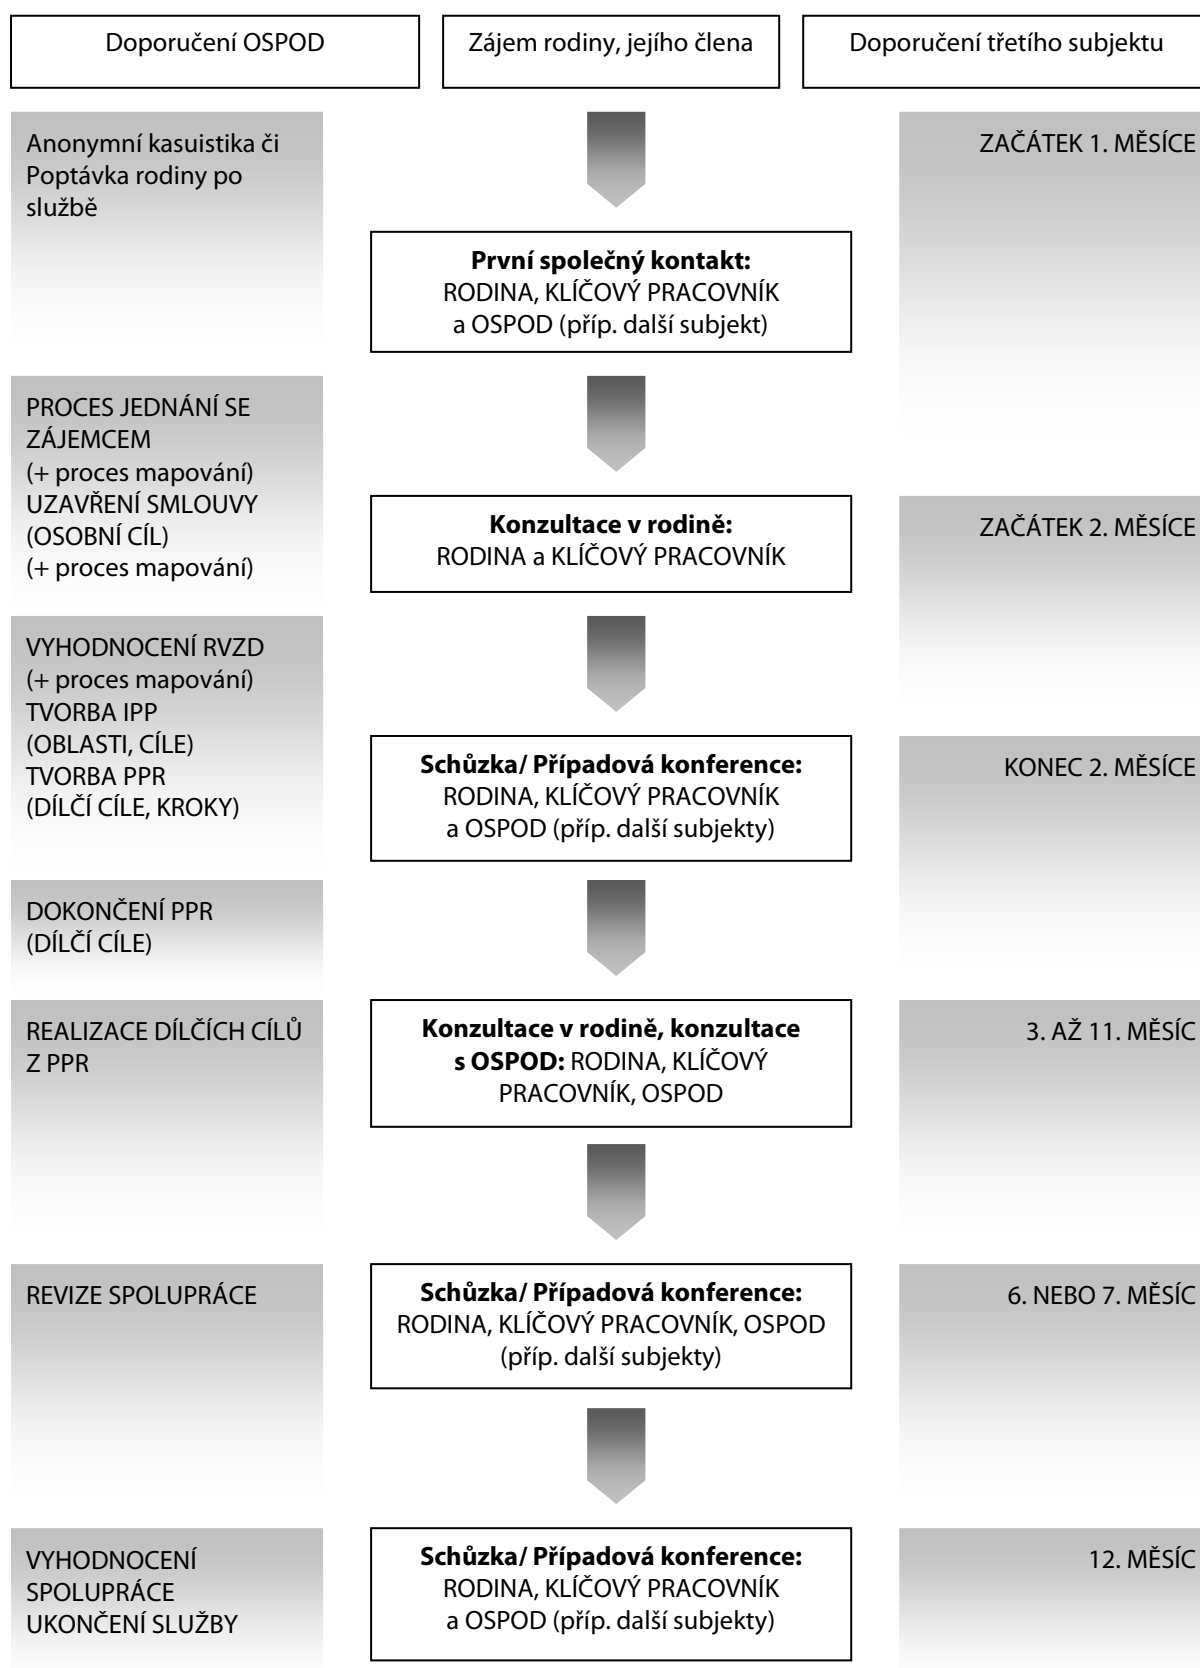 Doporučení OSPOD
Zájem rodiny, jejího člena
Doporučení třetího subjektu
Anonymní kasuistika či
Poptávka rodiny po
službě
ZAČÁTEK 1. MĚSÍCE
První společný kontakt:
RODINA, KLÍČOVÝ PRACOVNÍK
a OSPOD (příp. další subjekt)
PROCES JEDNÁNÍ SE
ZÁJEMCEM
(+ proces mapování)
UZAVŘENÍ SMLOUVY
(OSOBNÍ CÍL)
(+ proces mapování)
Konzultace v rodině:
RODINA a KLÍČOVÝ PRACOVNÍK
ZAČÁTEK 2. MĚSÍCE
VYHODNOCENÍ RVZD
(+ proces mapování)
TVORBA IPP
(OBLASTI, CÍLE)
TVORBA PPR
(DÍLČÍ CÍLE, KROKY)
Schůzka/ Případová konference:
RODINA, KLÍČOVÝ PRACOVNÍK
a OSPOD (příp. další subjekty)
KONEC 2. MĚSÍCE
DOKONČENÍ PPR
(DÍLČÍ CÍLE)
REALIZACE DÍLČÍCH CÍLŮ
Z PPR
Konzultace v rodině, konzultace
s OSPOD: RODINA, KLÍČOVÝ
PRACOVNÍK, OSPOD
3. AŽ 11. MĚSÍC
REVIZE SPOLUPRÁCE
Schůzka/ Případová konference:
RODINA, KLÍČOVÝ PRACOVNÍK, OSPOD
(příp. další subjekty)
6. NEBO 7. MĚSÍC
VYHODNOCENÍ
SPOLUPRÁCE
UKONČENÍ SLUŽBY
Schůzka/ Případová konference:
RODINA, KLÍČOVÝ PRACOVNÍK
a OSPOD (příp. další subjekty)
12. MĚSÍC